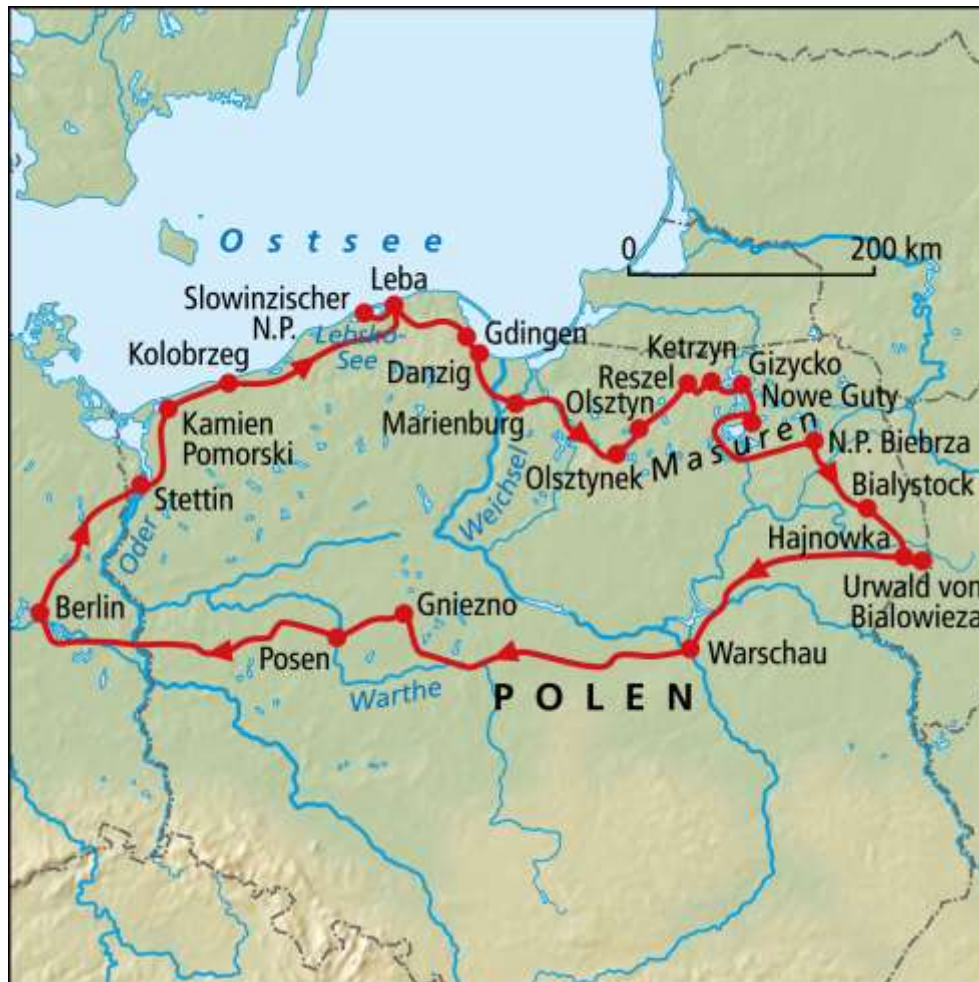 Ostsee
0 200 km
Leba
Slowinzischer
N.P.
Lebsko-
See
Kolobrzeg
Gdingen
Danzig
Ketrzyn
Reszel
Gizycko
Nowe Guty
Kamien
Pomorski
Marienburg
Olsztyn
Olsztynek
Masuren
N.P. Biebrza
Bialystock
Stettin
Oder
Weichsel
Hajnowka
Urwald von
Bialowieza
Berlin
Gniezno
Posen
Warschau
Warthe
POLEN